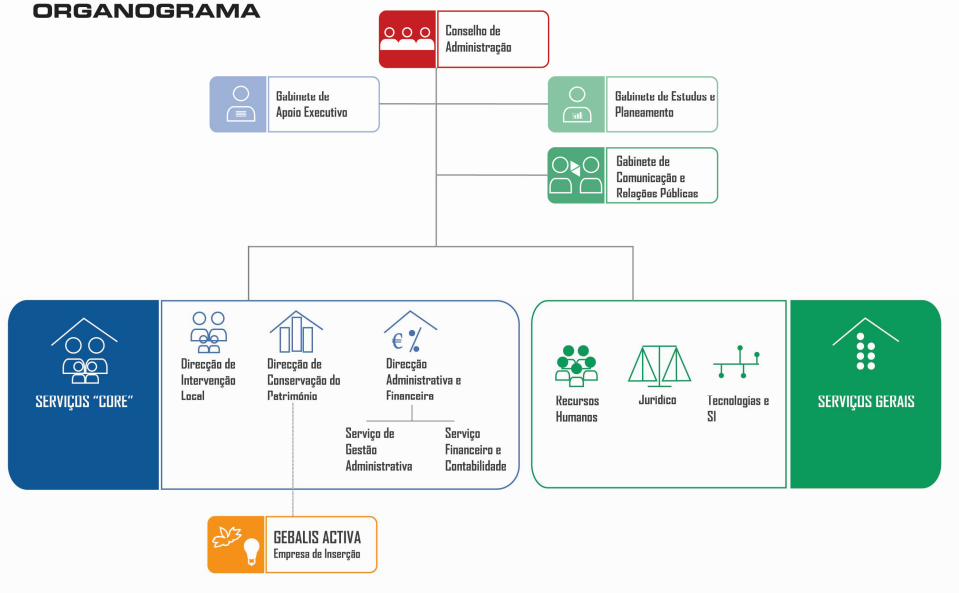 ORGANOGRAMA
Conselho de
Administração
Gabinete de
Apoio Executivo
Gabinete de Estudos e
Planeamento
Gabinete de
Comunicação e
Relações Públicas
SERVIÇOS “CORE”
Direcção de
Intervenção
Local
Direcção de
Conservação do
Património
€ %
Direcção
Administrativa e
Financeira
Serviço de
Gestão
Administrativa
Serviço
Financeiro e
Contabilidade
Recursos
Humanos
Jurídico
Tecnologias e
SI
SERVIÇOS GERAIS
GEBALIS ACTIVA
Empresa de Inserção